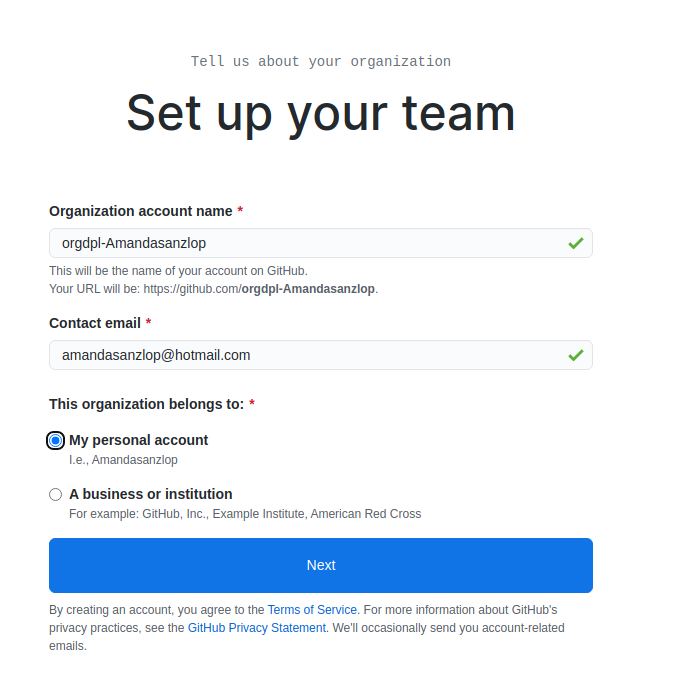 Tell us about your organization
Set up your team
Organization account name *
orgdpl-Amandasanzlop
This will be the name of your account on GitHub.
Your URL will be: https://github.com/orgdpl-Amandasanzlop.
Contact email *
amandasanzlop@hotmail.com
This organization belongs to: *
My personal account
I.e., Amandasanzlop
A business or institution
For example: GitHub, Inc., Example Institute, American Red Cross
Next
By creating an account, you agree to the Terms of Service. For more information about GitHub's
privacy practices, see the GitHub Privacy Statement. We'll occasionally send you account-related
emails.